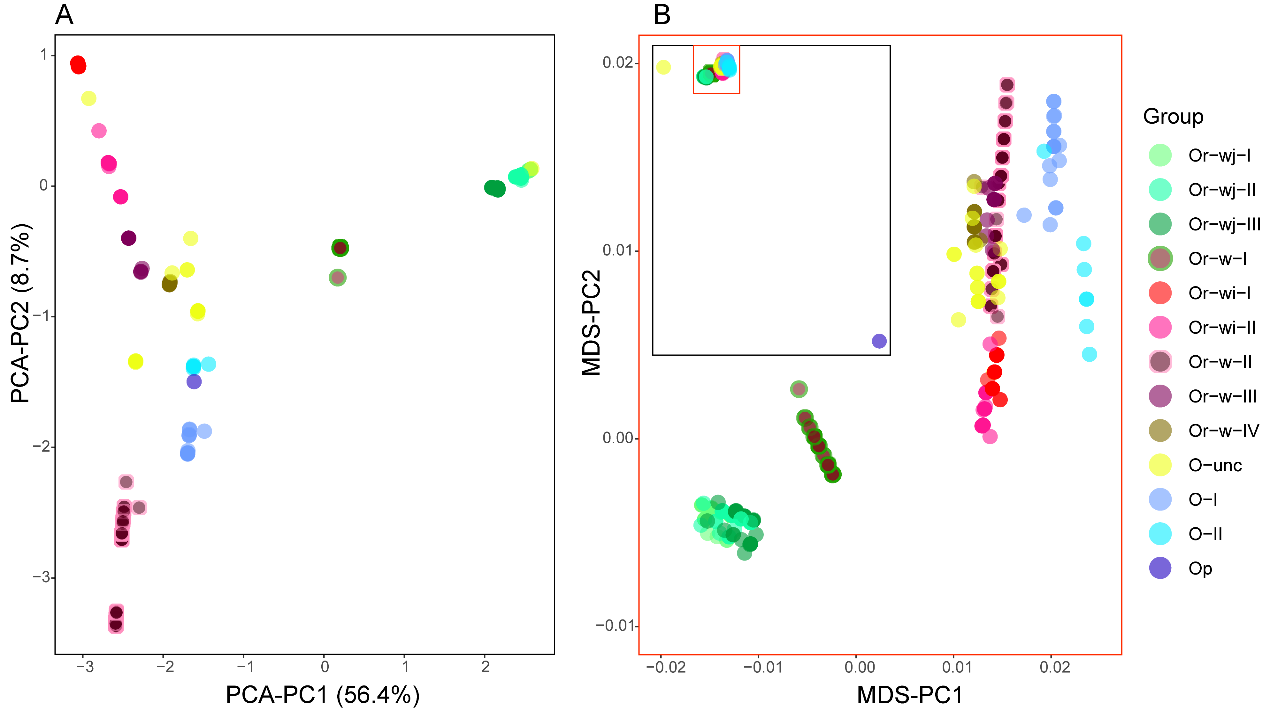 A
1
0
−1
−2
−3
PCA-PC2 (8.7%)
−3
−2
−1
0
1
2
PCA-PC1 (56.4%)
B
0.02
0.01
0.00
−0.01
MDS-PC2
−0.02
−0.01
0.00
0.01
0.02
MDS-PC1
Group
Or−wj−I
Or−wj−II
Or−wj−III
Or−w−I
Or−wi−I
Or−wi−II
Or−w−II
Or−w−III
Or−w−IV
O−unc
O−I
O−II
Op